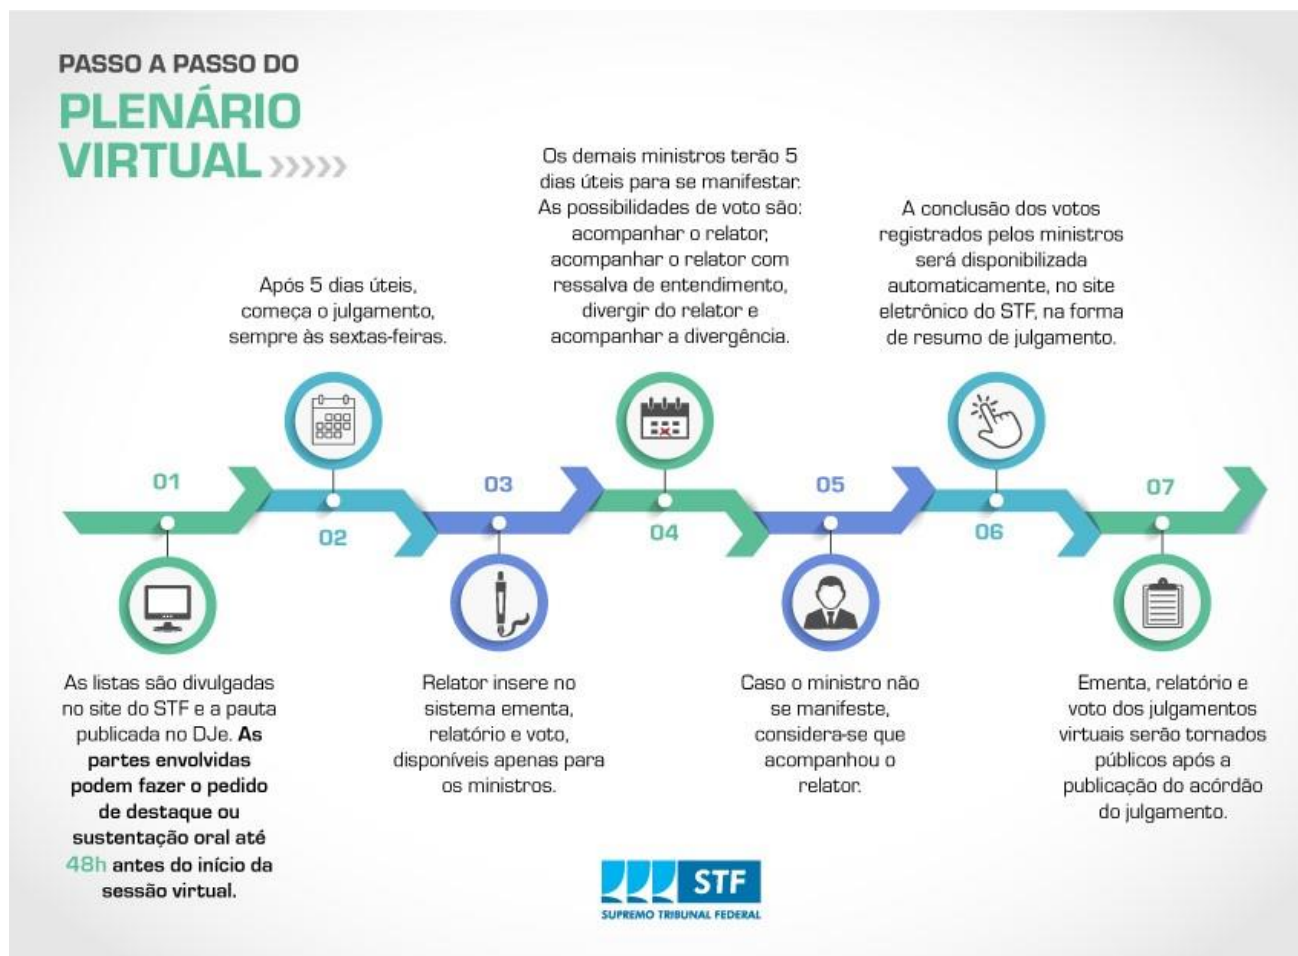 PASSO A PASSO DO
PLENÁRIO
VIRTUAL
01
As listas são divulgadas
no site do STF e a pauta
publicada no DJe. As
partes envolvidas
podem fazer o pedido
de destaque ou
sustentação oral até
48h antes do início da
sessão virtual.
Após 5 dias úteis,
começa o julgamento,
sempre às sextas-feiras.
02
03
Relator insere no
sistema ementa,
relatório e voto,
disponíveis apenas para
os ministros.
Os demais ministros terão 5
dias úteis para se manifestar.
As possibilidades de voto são:
acompanhar o relator,
acompanhar o relator com
ressalva de entendimento,
divergir do relator e
acompanhar a divergência.
04
05
Caso o ministro não
se manifeste,
considera-se que
acompanhou o
relator.
A conclusão dos votos
registrados pelos ministros
será disponibilizada
automaticamente, no site
eletrônico do STF, na forma
de resumo de julgamento.
06
07
Ementa, relatório e
voto dos julgamentos
virtuais serão tornados
públicos após a
publicação do acórdão
do julgamento.
STF
SUPREMO TRIBUNAL FEDERAL